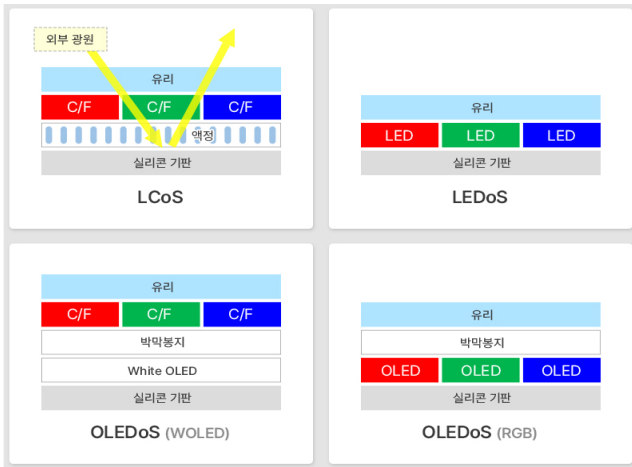 외부 광원
유리
C/F C/F C/F
액정
실리콘 기판
LCoS
유리
LED LED LED
실리콘 기판
LEDoS
유리
C/F C/F C/F
박막봉지
White OLED
실리콘 기판
OLEDoS (WOLED)
유리
박막봉지
OLED OLED OLED
실리콘 기판
OLEDoS (RGB)